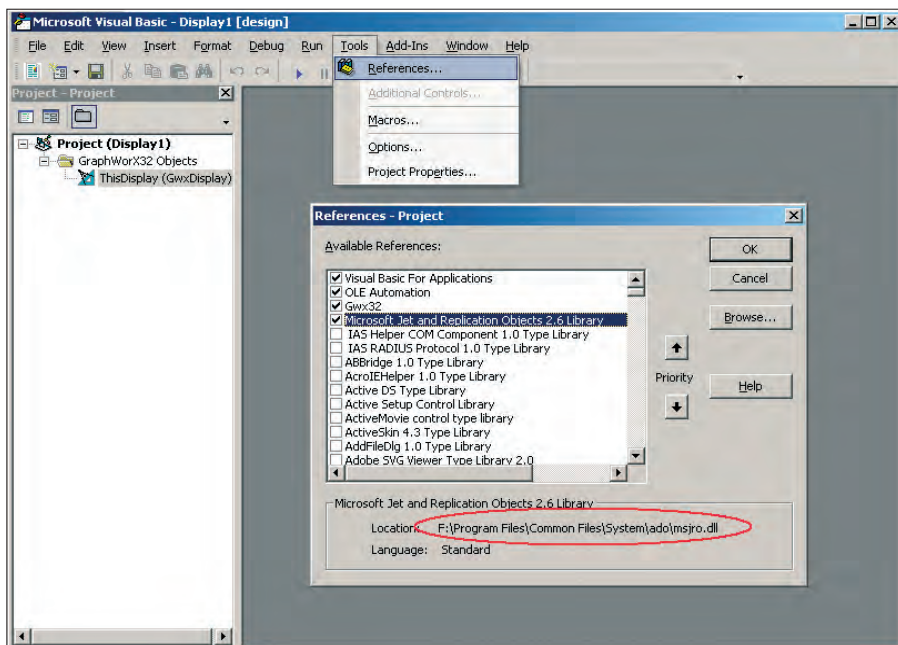 Microsoft Visual Basic - Display1 [design]
File Edit View Insert Format Debug Run Tools Add-Ins Window Help
References...
Additional Controls...
Macros...
Options...
Project Properties...
Project - Project
Project (Display1)
GraphWorX32 Objects
ThisDisplay (GwxDisplay)
References - Project
Available References:
Visual Basic For Applications
OLE Automation
Gwx32
Microsoft Jet and Replication Objects 2.6 Library
IAS Helper COM Component 1.0 Type Library
IAS RADIUS Protocol 1.0 Type Library
ABBridge 1.0 Type Library
AcroIEHelper 1.0 Type Library
Active DS Type Library
Active Setup Control Library
ActiveMovie control type library
ActiveSkin 4.3 Type Library
AddFileDlg 1.0 Type Library
Adobe SVG Viewer Type Library 2.0
OK
Cancel
Browse...
Priority
Help
Microsoft Jet and Replication Objects 2.6 Library
Location: F:\Program Files\Common Files\System\ado\msjro.dll
Language: Standard